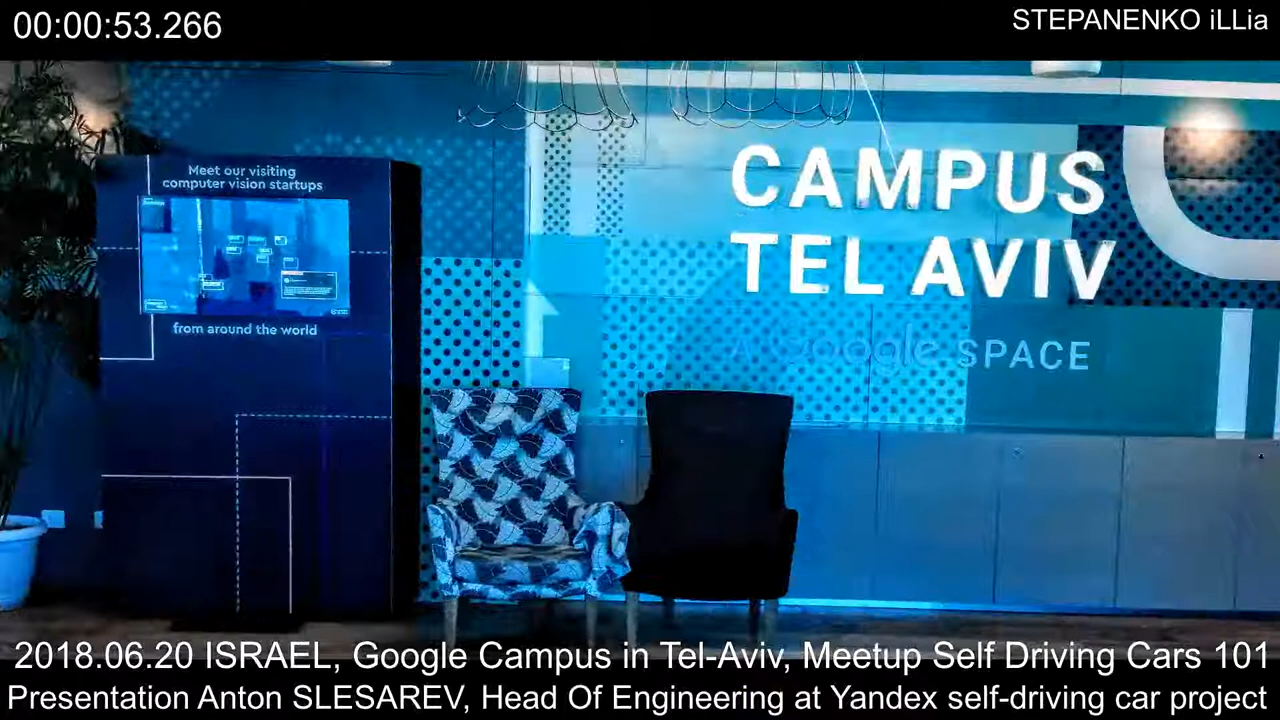 00:00:53.266
STEPANENKO iLLia
Meet our visiting
computer vision startups
from around the world
CAMPUS
TEL AVIV
A Google SPACE
2018.06.20 ISRAEL, Google Campus in Tel-Aviv, Meetup Self Driving Cars 101
Presentation Anton SLESAREV, Head Of Engineering at Yandex self-driving car project